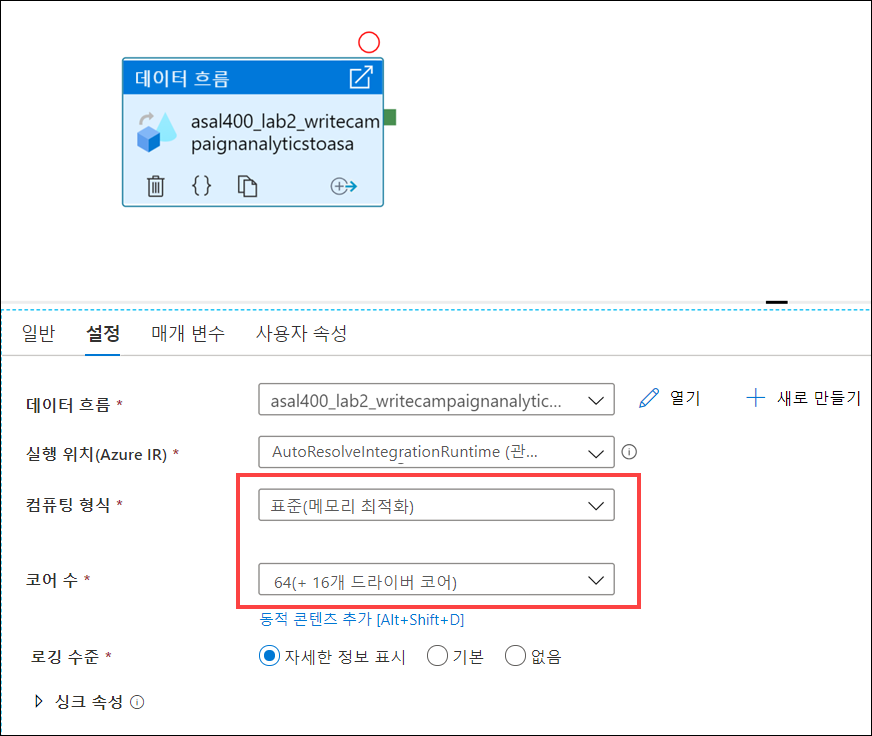 데이터 흐름
asal400_lab2_writecam
paignanalyticstoasa
{}
일반 설정 매개 변수 사용자 속성
데이터 흐름 * asal400_lab2_writecampaignanalytic... 열기 새로 만들기
실행 위치(Azure IR) * AutoResolveIntegrationRuntime (관...
컴퓨팅 형식 * 표준(메모리 최적화)
코어 수 * 64(+ 16개 드라이버 코어)
동적 콘텐츠 추가 [Alt+Shift+D]
로깅 수준 * 자세한 정보 표시 기본 없음
싱크 속성